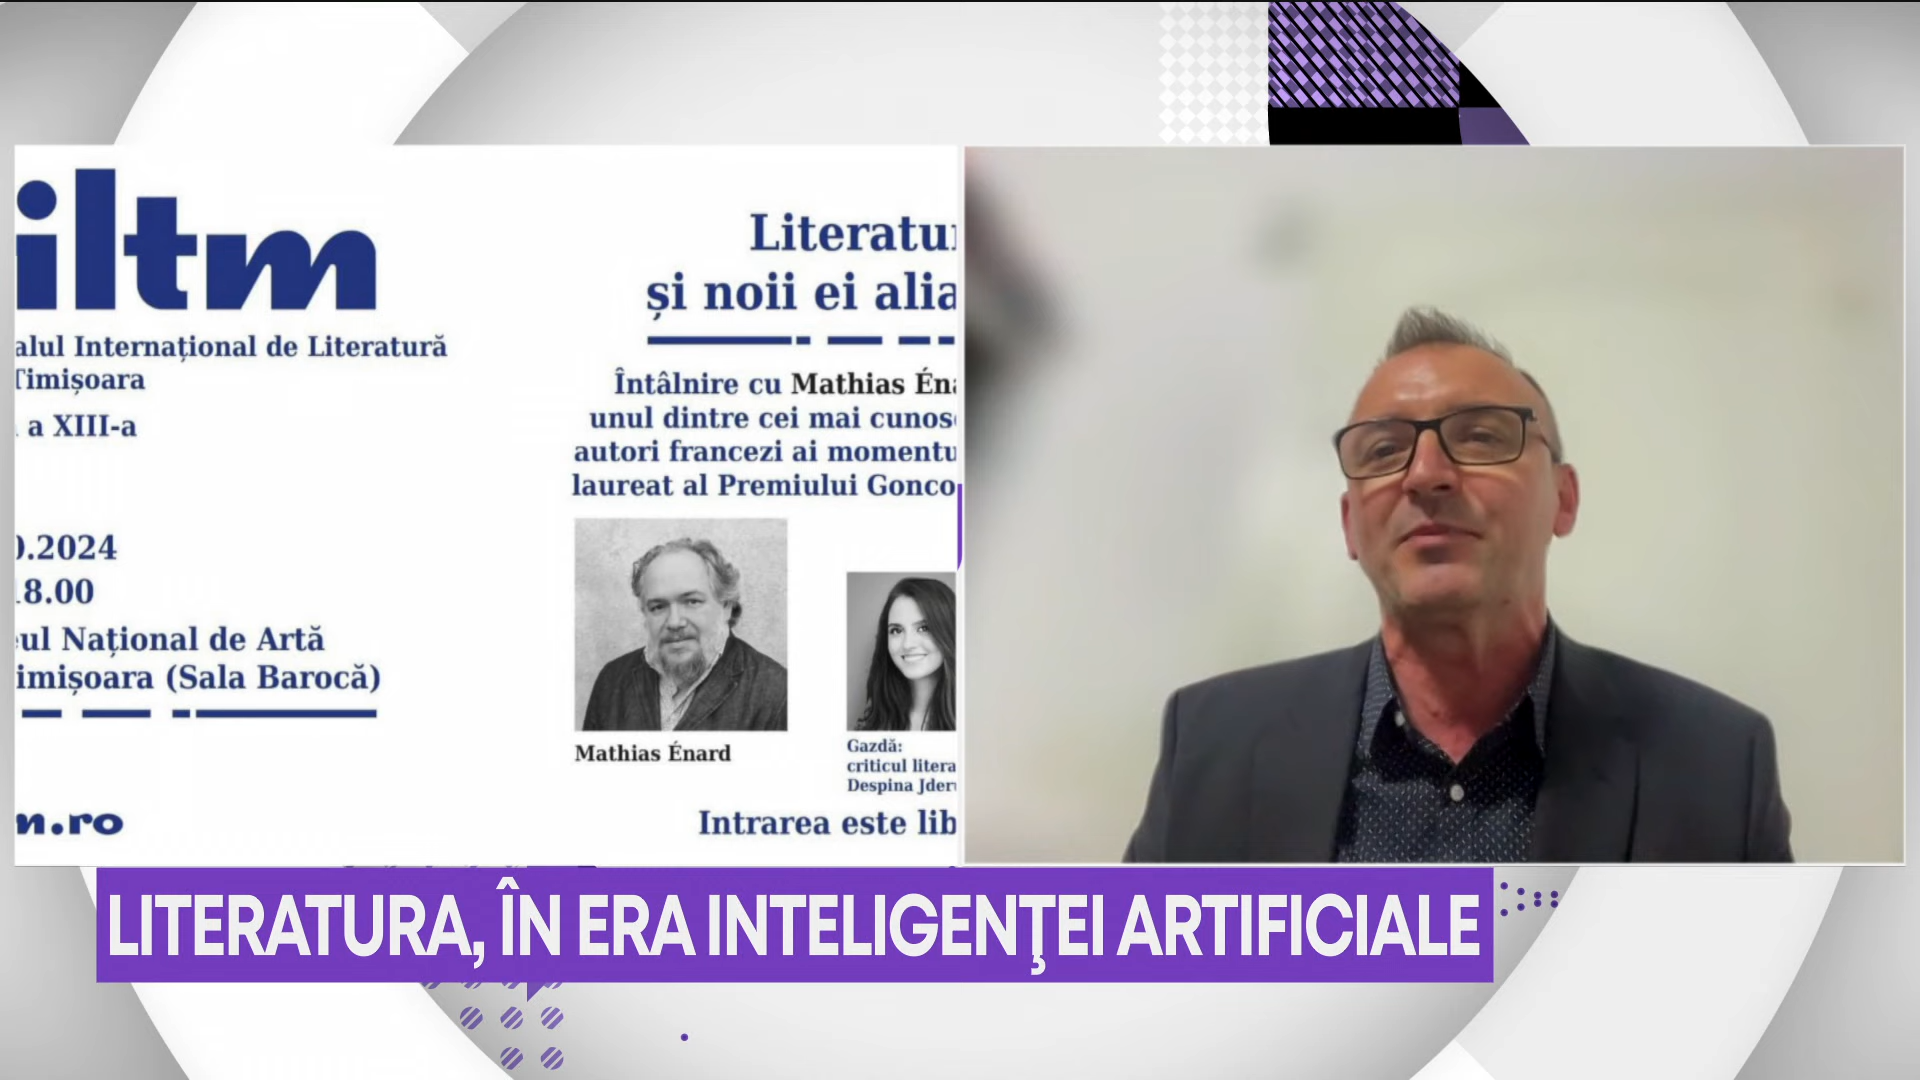 iltm
alul Internațional de Literatură
Timișoara
a XIII-a
.2024
8.00
ul Național de Artă
imișoara (Sala Barocă)
.ro
Literatu
și noii ei alia
Întâlnire cu Mathias Éna
unul dintre cei mai cunos
autori francezi ai momentu
laureat al Premiului Gonco
Mathias Énard
Gazdă:
criticul litera
Despina Jder
Intrarea este lib
LITERATURA, ÎN ERA INTELIGENŢEI ARTIFICIALE